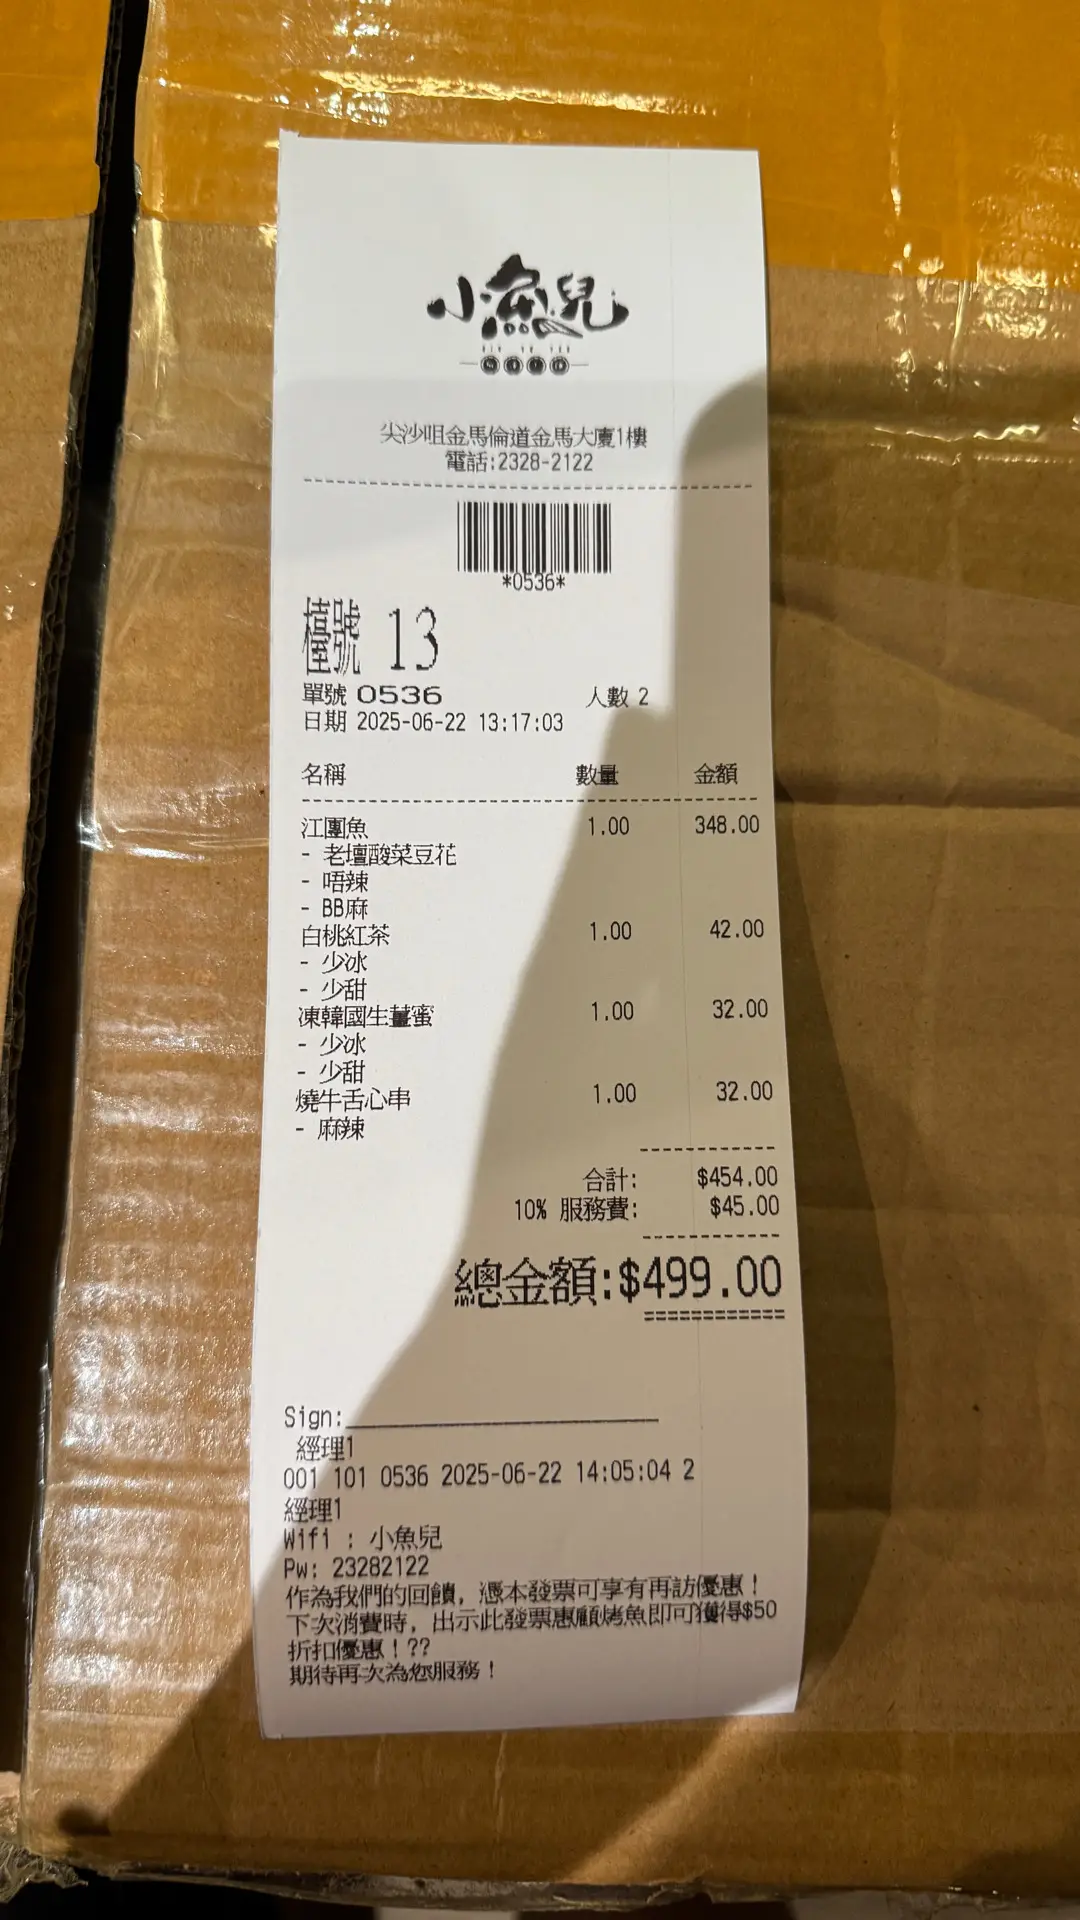 小魚兒
尖沙咀金馬倫道金馬大廈1樓
電話:2328-2122
*0536*
檯號 13
單號 0536 人數 2
日期 2025-06-22 13:17:03
名稱 數量 金額
江團魚 1.00 348.00
- 老壇酸菜豆花
- 唔辣
- BB麻
白桃紅茶 1.00 42.00
- 少冰
- 少甜
凍韓國生薑蜜 1.00 32.00
- 少冰
- 少甜
燒牛舌心串 1.00 32.00
- 麻辣
合計: $454.00
10% 服務費: $45.00
總金額:$499.00
Sign:
經理1
001 101 0536 2025-06-22 14:05:04 2
經理1
Wifi : 小魚兒
Pw: 23282122
作為我們的回饋，憑本發票可享有再訪優惠！
下次消費時，出示此發票惠顧烤魚即可獲得$50
折扣優惠！??
期待再次為您服務！